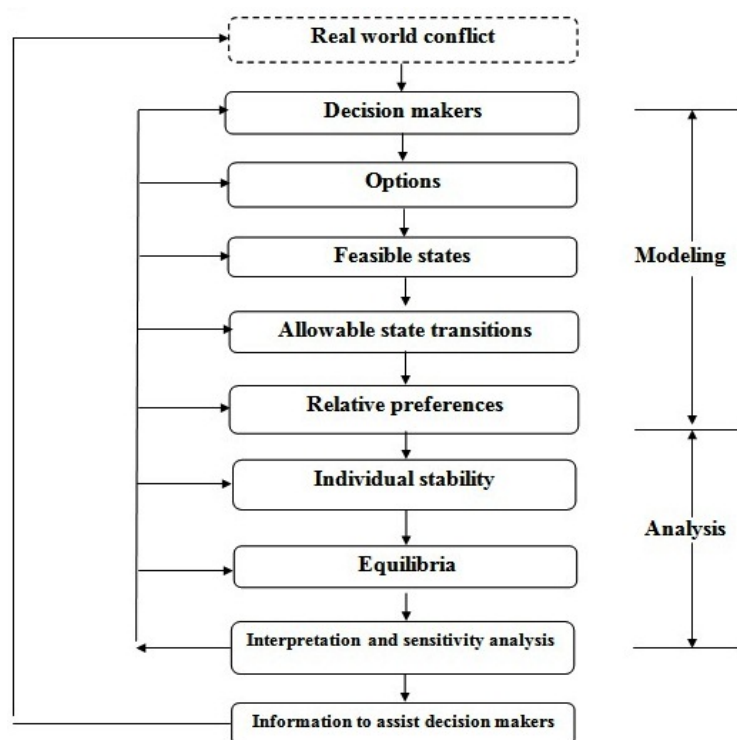 Real world conflict
Decision makers
Options
Feasible states
Modeling
Allowable state transitions
Relative preferences
Individual stability
Analysis
Equilibria
Interpretation and sensitivity analysis
Information to assist decision makers